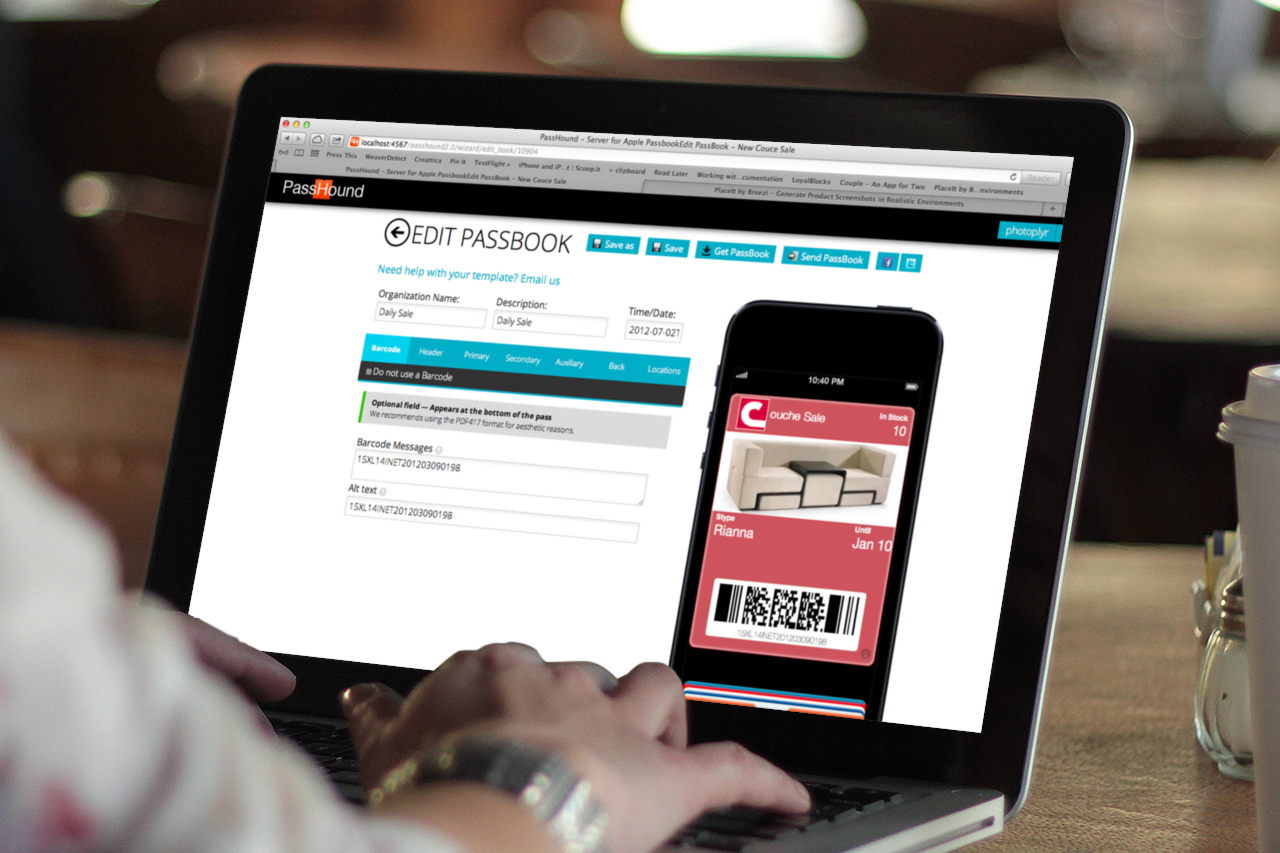 PassHound – Server for Apple PassbookEdit PassBook – New Couce Sale
localhost:4567/passhound2.0/wizard/edit_book/10904
Reader
Press This WeaverDetect Creattica Pin It TestFlight iPhone and iP...t | Scoop.it + clipboard Read Later Working wit...cumentation LoyalBlocks Couple – An App for Two PlaceIt by B...nvironments
PassHound – Server for Apple PassbookEdit PassBook – New Couce Sale
PlaceIt by Breezi – Generate Product Screenshots in Realistic Environments
PassHound
photoplyr
EDIT PASSBOOK
Save as
Save
Get PassBook
Send PassBook
Need help with your template? Email us
Organization Name:
Description:
Time/Date:
Daily Sale
Daily Sale
2012-07-02T
Barcode Header Primary Secondary Auxiliary Back Locations
Do not use a Barcode
Optional field — Appears at the bottom of the pass
We recommends using the PDF417 format for aesthetic reasons.
Barcode Messages
15XL14INET201203090198
Alt text
15XL14INET201203090198
10:40 PM
C ouche Sale
In Stock
10
Stype
Rianna
Until
Jan 10
15XL14INET201203090198